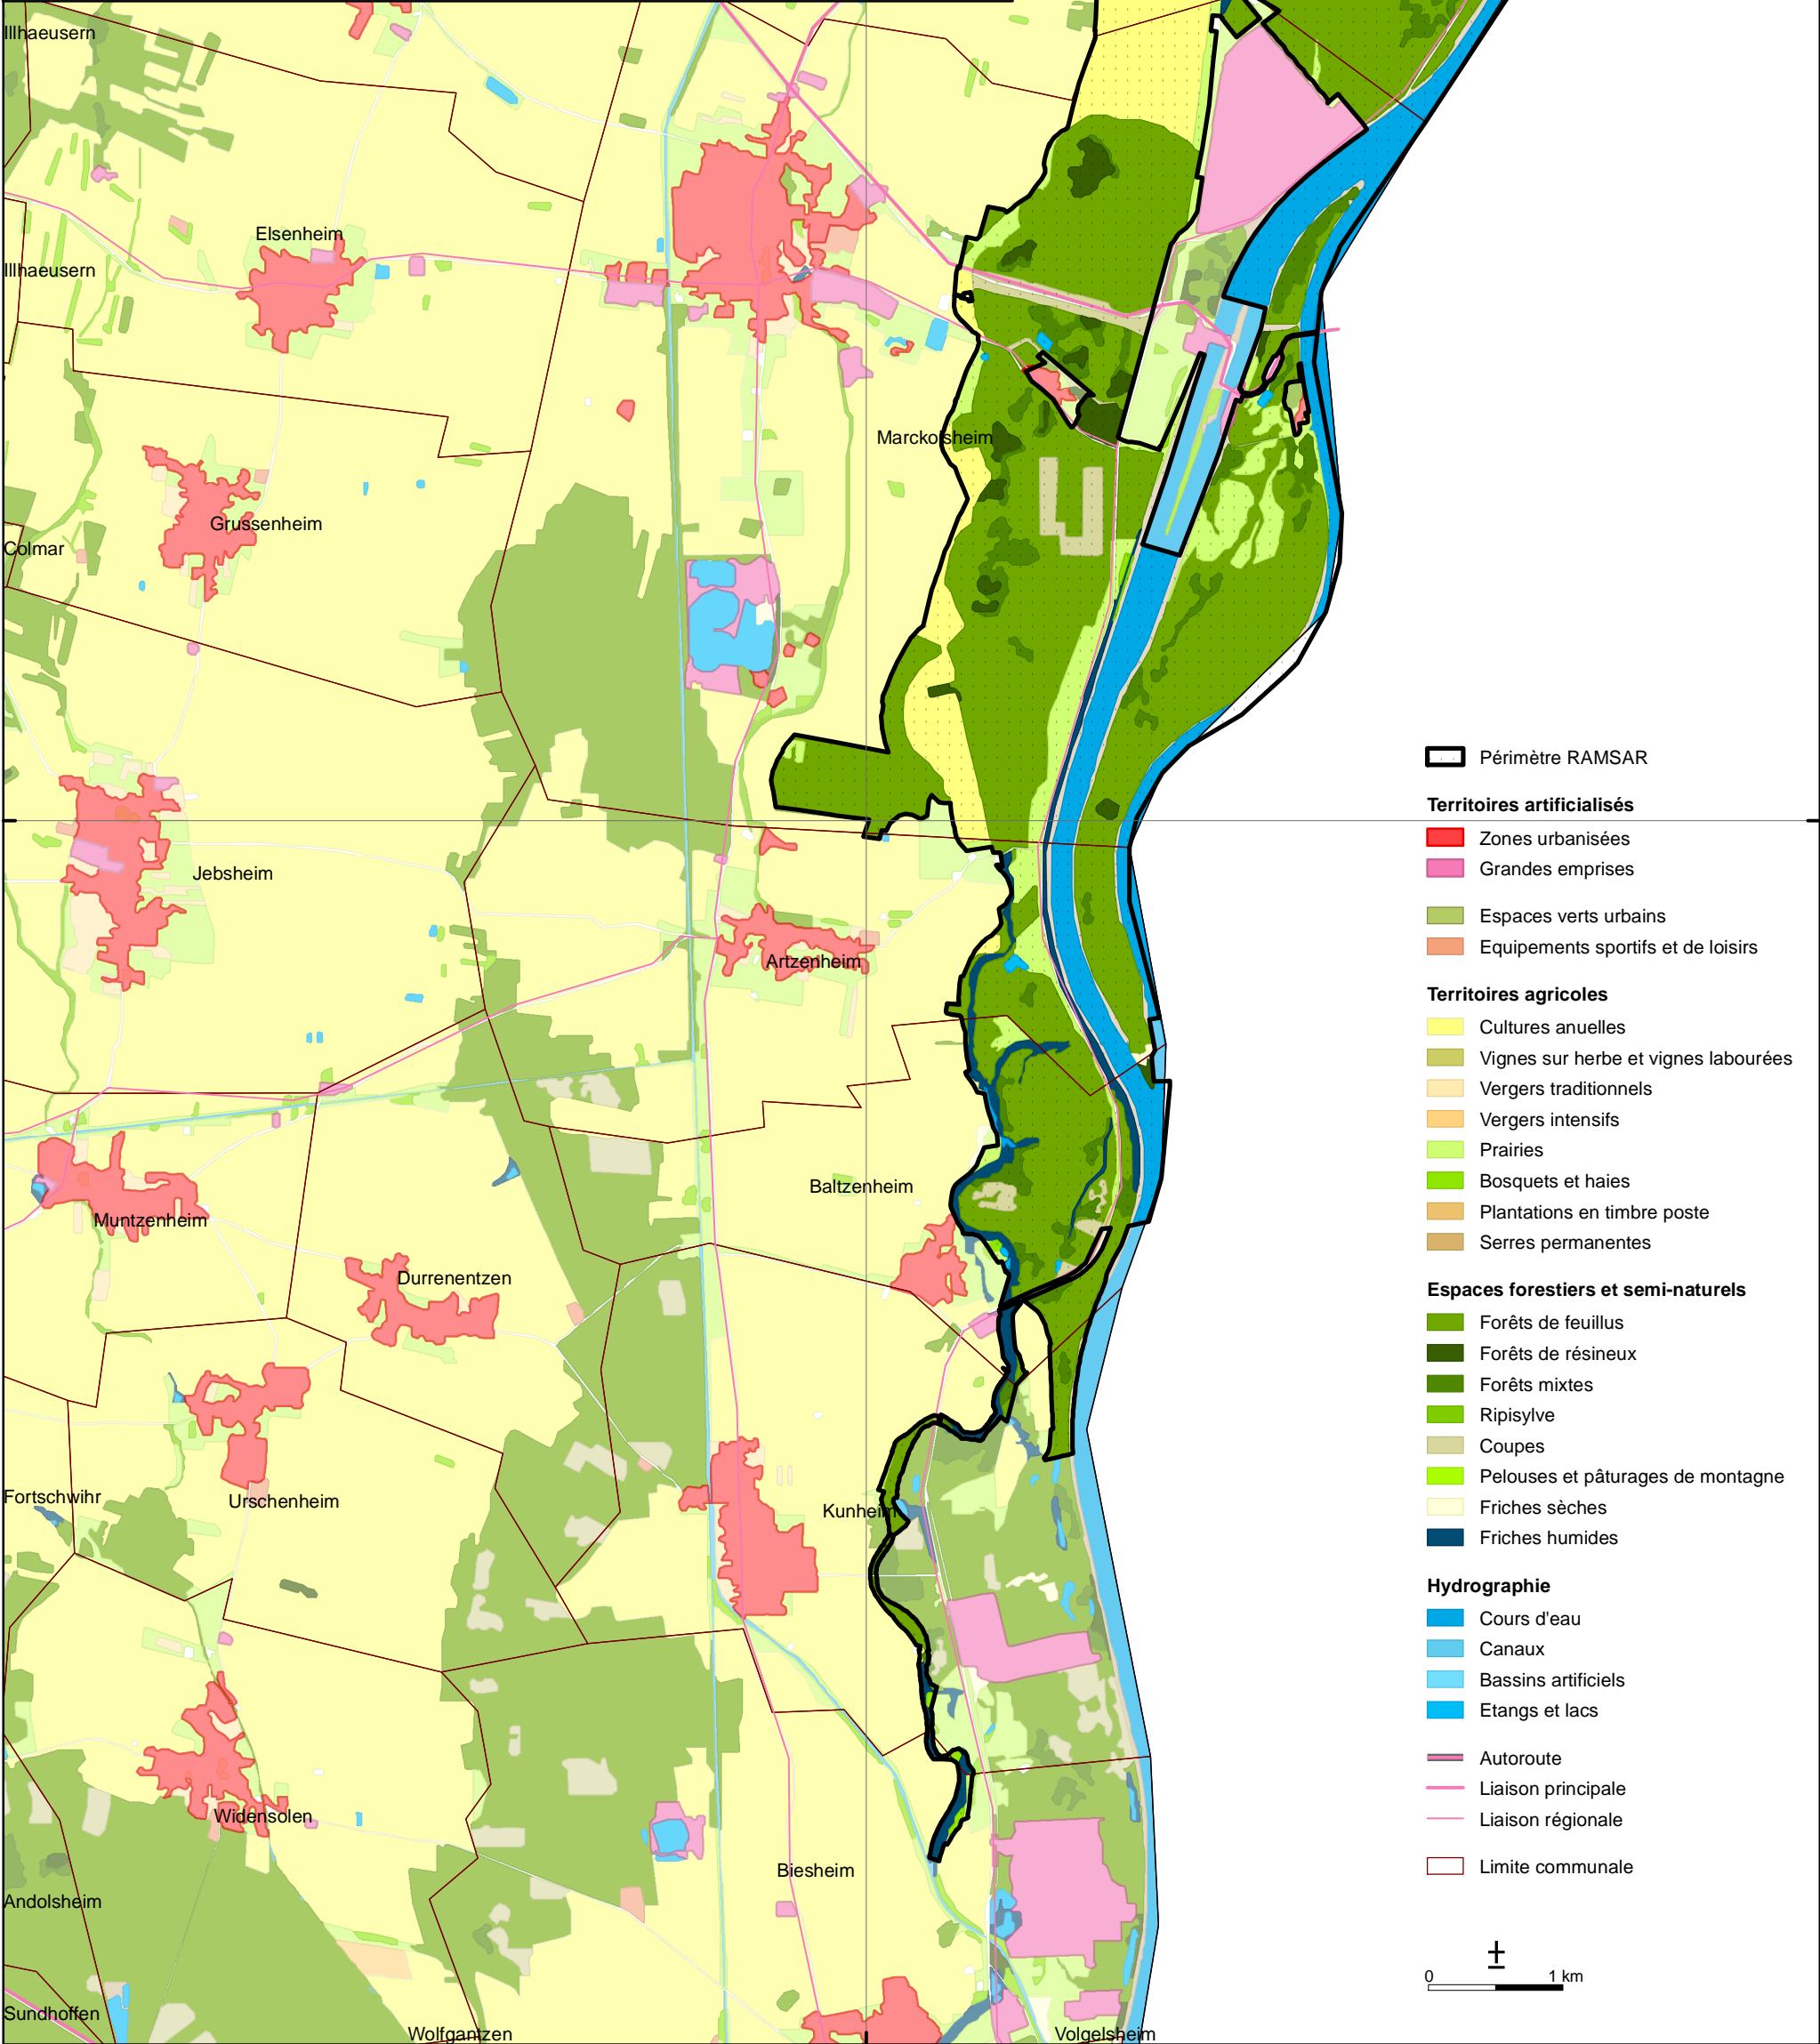 Illhaeusern
Elsenheim
Illhaeusern
Marckolsheim
Grussenheim
Colmar
Jebsheim
Artzenheim
Baltzenheim
Muntzenheim
Durrenentzen
Fortschwihr
Urschenheim
Kunheim
Widensolen
Biesheim
Andolsheim
Sundhoffen
Wolfgantzen
Volgelsheim
Périmètre RAMSAR
Territoires artificialisés
Zones urbanisées
Grandes emprises
Espaces verts urbains
Equipements sportifs et de loisirs
Territoires agricoles
Cultures anuelles
Vignes sur herbe et vignes labourées
Vergers traditionnels
Vergers intensifs
Prairies
Bosquets et haies
Plantations en timbre poste
Serres permanentes
Espaces forestiers et semi-naturels
Forêts de feuillus
Forêts de résineux
Forêts mixtes
Ripisylve
Coupes
Pelouses et pâturages de montagne
Friches sèches
Friches humides
Hydrographie
Cours d'eau
Canaux
Bassins artificiels
Etangs et lacs
Autoroute
Liaison principale
Liaison régionale
Limite communale
±
0 1 km